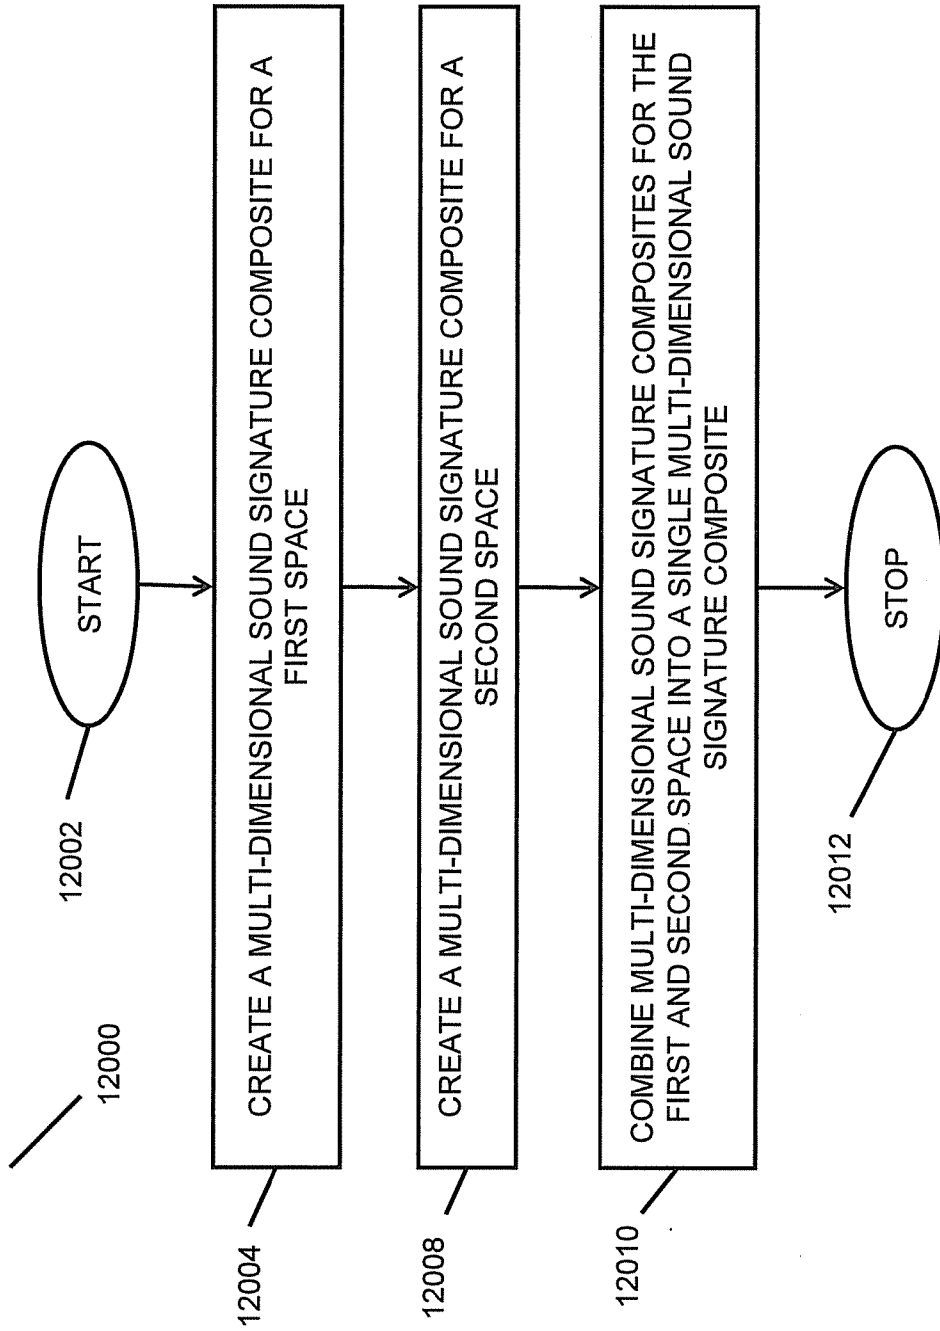 12000
START
12002
CREATE A MULTI-DIMENSIONAL SOUND SIGNATURE COMPOSITE FOR A
FIRST SPACE
12004
CREATE A MULTI-DIMENSIONAL SOUND SIGNATURE COMPOSITE FOR A
SECOND SPACE
12008
COMBINE MULTI-DIMENSIONAL SOUND SIGNATURE COMPOSITES FOR THE
FIRST AND SECOND SPACE INTO A SINGLE MULTI-DIMENSIONAL SOUND
SIGNATURE COMPOSITE
12010
STOP
12012